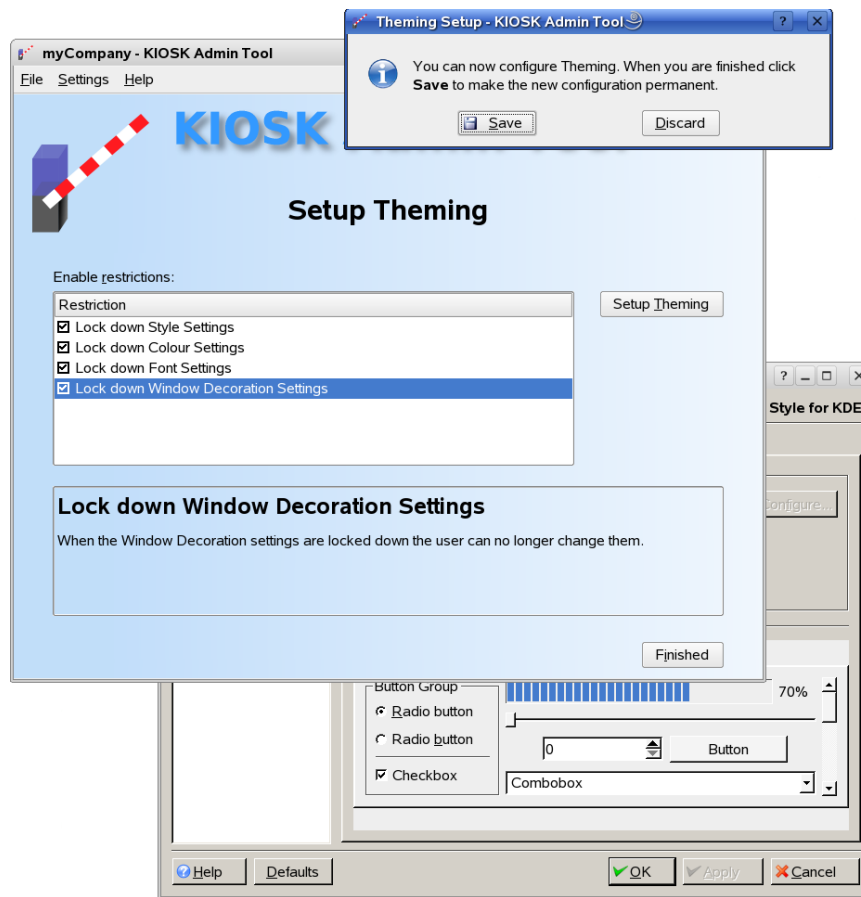 Theming Setup - KIOSK Admin Tool
?
X
You can now configure Theming. When you are finished click
Save to make the new configuration permanent.
Save
Discard
myCompany - KIOSK Admin Tool
File Settings Help
KIOSK
Setup Theming
Enable restrictions:
Restriction
Setup Theming
Lock down Style Settings
Lock down Colour Settings
Lock down Font Settings
Lock down Window Decoration Settings
Lock down Window Decoration Settings
When the Window Decoration settings are locked down the user can no longer change them.
Finished
?
Style for KDE
Configure...
Button Group
70%
Radio button
Radio button
0
Button
Checkbox
Combobox
Help
Defaults
OK
Apply
Cancel